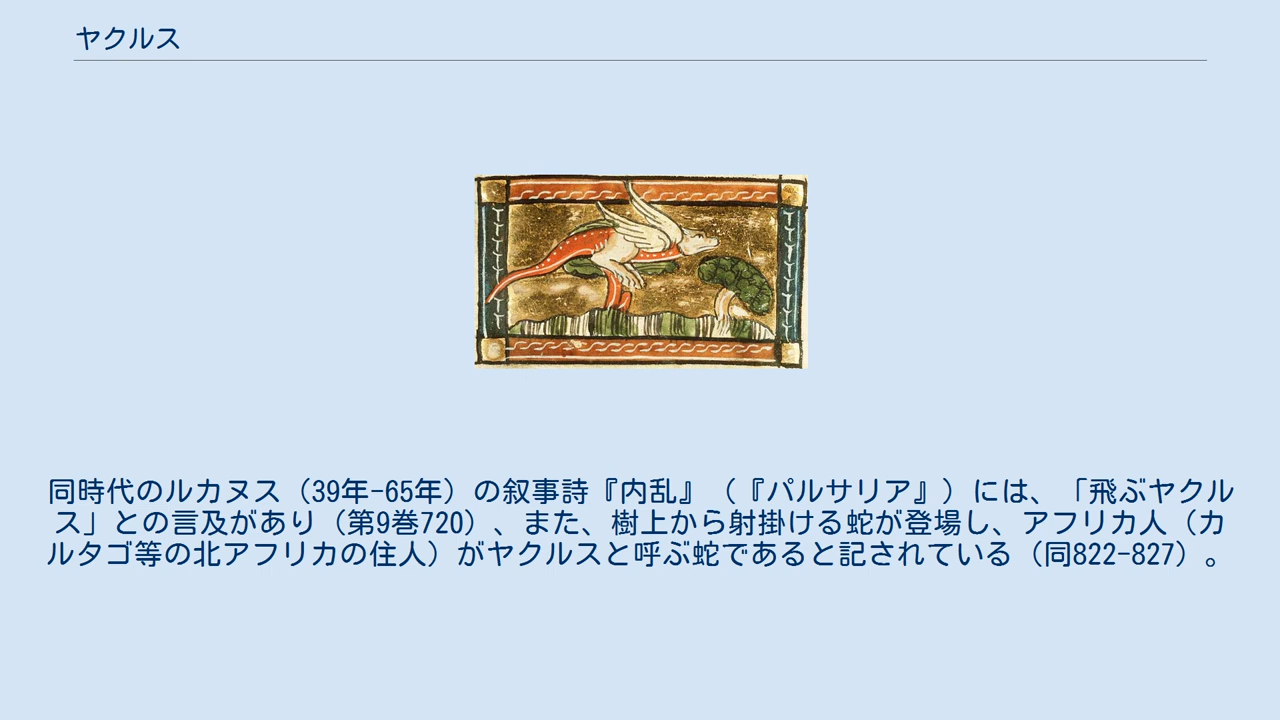 ヤクルス
同時代のルカヌス（39年-65年）の叙事詩『内乱』（『パルサリア』）には、「飛ぶヤクル
ス」との言及があり（第9巻720）、また、樹上から射掛ける蛇が登場し、アフリカ人（カ
ルタゴ等の北アフリカの住人）がヤクルスと呼ぶ蛇であると記されている（同822-827）。